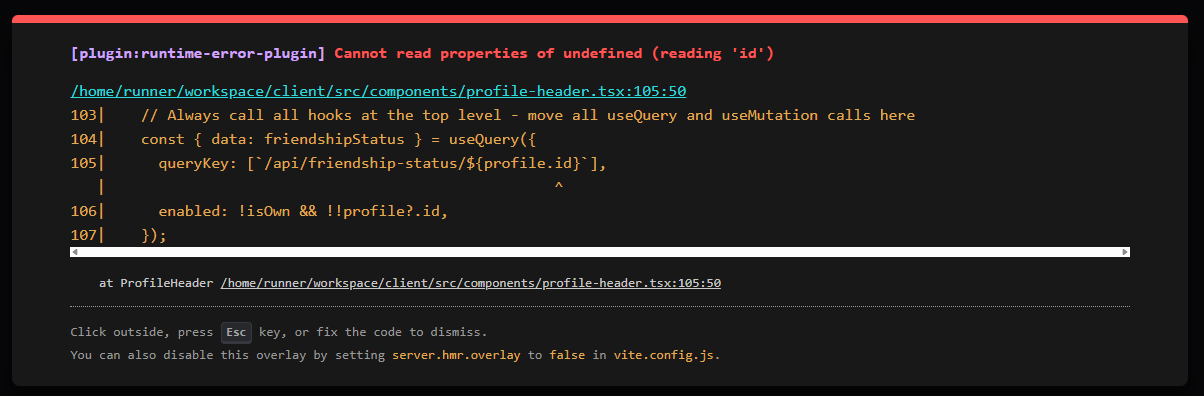 [plugin:runtime-error-plugin] Cannot read properties of undefined (reading 'id')
/home/runner/workspace/client/src/components/profile-header.tsx:105:50
103|    // Always call all hooks at the top level - move all useQuery and useMutation calls here
104|    const { data: friendshipStatus } = useQuery({
105|      queryKey: [`/api/friendship-status/${profile.id}`],
   |                                                    ^
106|      enabled: !isOwn && !!profile?.id,
107|    });
at ProfileHeader /home/runner/workspace/client/src/components/profile-header.tsx:105:50
Click outside, press Esc key, or fix the code to dismiss.
You can also disable this overlay by setting server.hmr.overlay to false in vite.config.js.